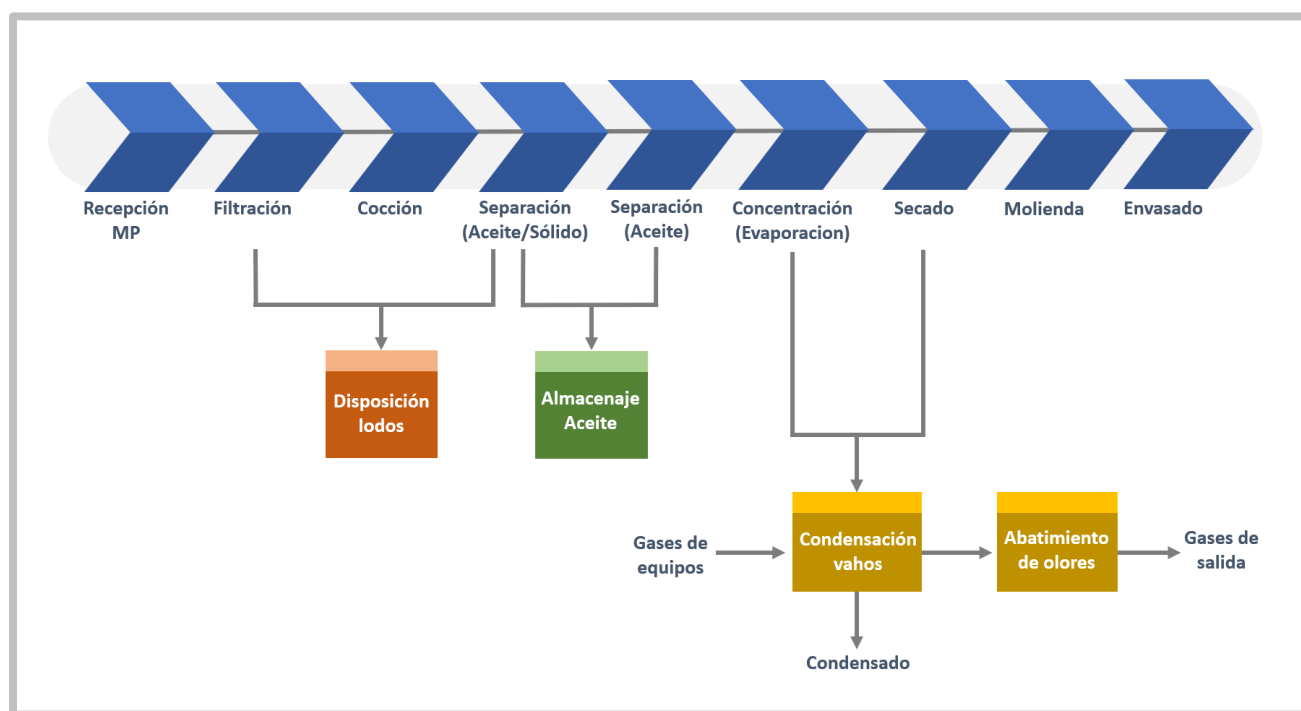 Recepción
MP
Filtración
Cocción
Separación
(Aceite/Sólido)
Separación
(Aceite)
Concentración
(Evaporacion)
Secado
Molienda
Envasado
Disposición
lodos
Almacenaje
Aceite
Gases de
equipos
Condensación
vahos
Abatimiento
de olores
Gases de
salida
Condensado